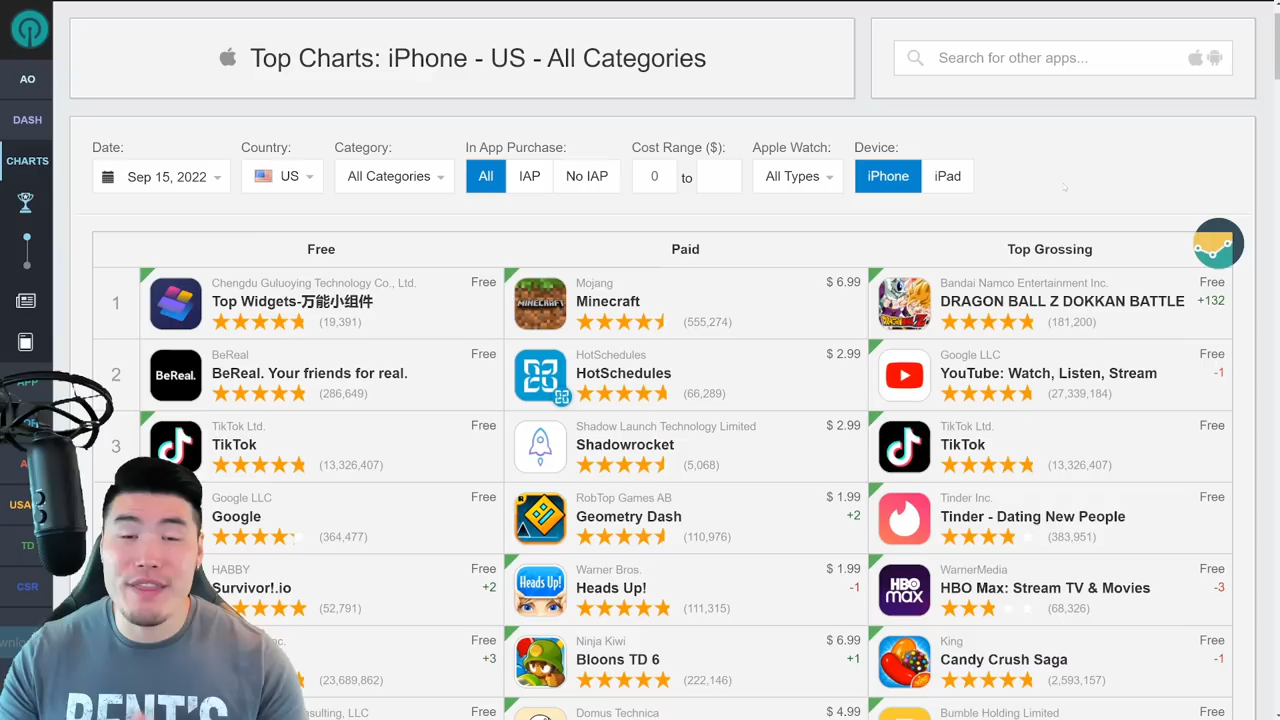 Top Charts: iPhone - US - All Categories
Search for other apps...
AO
DASH
CHARTS
APP
USA
TD
CSR
Date:
Country:
Category:
In App Purchase:
Cost Range ($):
Apple Watch:
Device:
Sep 15, 2022
US
All Categories
All
IAP
No IAP
0
to
All Types
iPhone
iPad
Free
Paid
Top Grossing
1
Chengdu Guluoying Technology Co., Ltd.
Free
Top Widgets-万能小组件
(19,391)
Mojang
$ 6.99
Minecraft
(555,274)
MINECRAFT
Bandai Namco Entertainment Inc.
Free
DRAGON BALL Z DOKKAN BATTLE
+132
(181,200)
2
BeReal.
BeReal
Free
BeReal. Your friends for real.
(286,649)
HotSchedules
$ 2.99
HotSchedules
(66,289)
Google LLC
Free
YouTube: Watch, Listen, Stream
-1
(27,339,184)
3
TikTok Ltd.
Free
TikTok
(13,326,407)
Shadow Launch Technology Limited
$ 2.99
Shadowrocket
(5,068)
TikTok Ltd.
Free
TikTok
(13,326,407)
Google LLC
Free
Google
(364,477)
RobTop Games AB
$ 1.99
Geometry Dash
+2
(110,976)
Tinder Inc.
Free
Tinder - Dating New People
(383,951)
HABBY
Free
Survivor!.io
+2
(52,791)
Heads Up!
Warner Bros.
$ 1.99
Heads Up!
-1
(111,315)
HBO
max
WarnerMedia
Free
HBO Max: Stream TV & Movies
-3
(68,326)
Free
+3
(23,689,862)
Ninja Kiwi
$ 6.99
Bloons TD 6
+1
(222,146)
King
Free
Candy Crush Saga
-1
(2,593,157)
Free
Domus Technica
$ 4.99
Bumble Holding Limited
Free
BENT'S